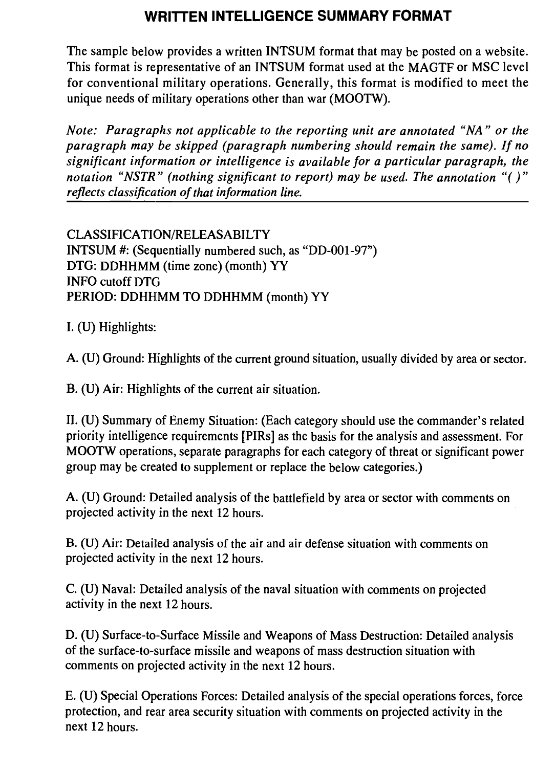 WRITTEN INTELLIGENCE SUMMARY FORMAT
The sample below provides a written INTSUM format that may be posted on a website.
This format is representative of an INTSUM format used at the MAGTF or MSC level
for conventional military operations. Generally, this format is modified to meet the
unique needs of military operations other than war (MOOTW).
Note: Paragraphs not applicable to the reporting unit are annotated “NA” or the
paragraph may be skipped (paragraph numbering should remain the same). If no
significant information or intelligence is available for a particular paragraph, the
notation “NSTR” (nothing significant to report) may be used. The annotation “( )”
reflects classification of that information line.
CLASSIFICATION/RELEASABILTY
INTSUM #: (Sequentially numbered such, as “DD-001-97”)
DTG: DDHHMM (time zone) (month) YY
INFO cutoff DTG
PERIOD: DDHHMM TO DDHHMM (month) YY
I. (U) Highlights:
A. (U) Ground: Highlights of the current ground situation, usually divided by area or sector.
B. (U) Air: Highlights of the current air situation.
II. (U) Summary of Enemy Situation: (Each category should use the commander’s related
priority intelligence requirements [PIRs] as the basis for the analysis and assessment. For
MOOTW operations, separate paragraphs for each category of threat or significant power
group may be created to supplement or replace the below categories.)
A. (U) Ground: Detailed analysis of the battlefield by area or sector with comments on
projected activity in the next 12 hours.
B. (U) Air: Detailed analysis of the air and air defense situation with comments on
projected activity in the next 12 hours.
C. (U) Naval: Detailed analysis of the naval situation with comments on projected
activity in the next 12 hours.
D. (U) Surface-to-Surface Missile and Weapons of Mass Destruction: Detailed analysis
of the surface-to-surface missile and weapons of mass destruction situation with
comments on projected activity in the next 12 hours.
E. (U) Special Operations Forces: Detailed analysis of the special operations forces, force
protection, and rear area security situation with comments on projected activity in the
next 12 hours.